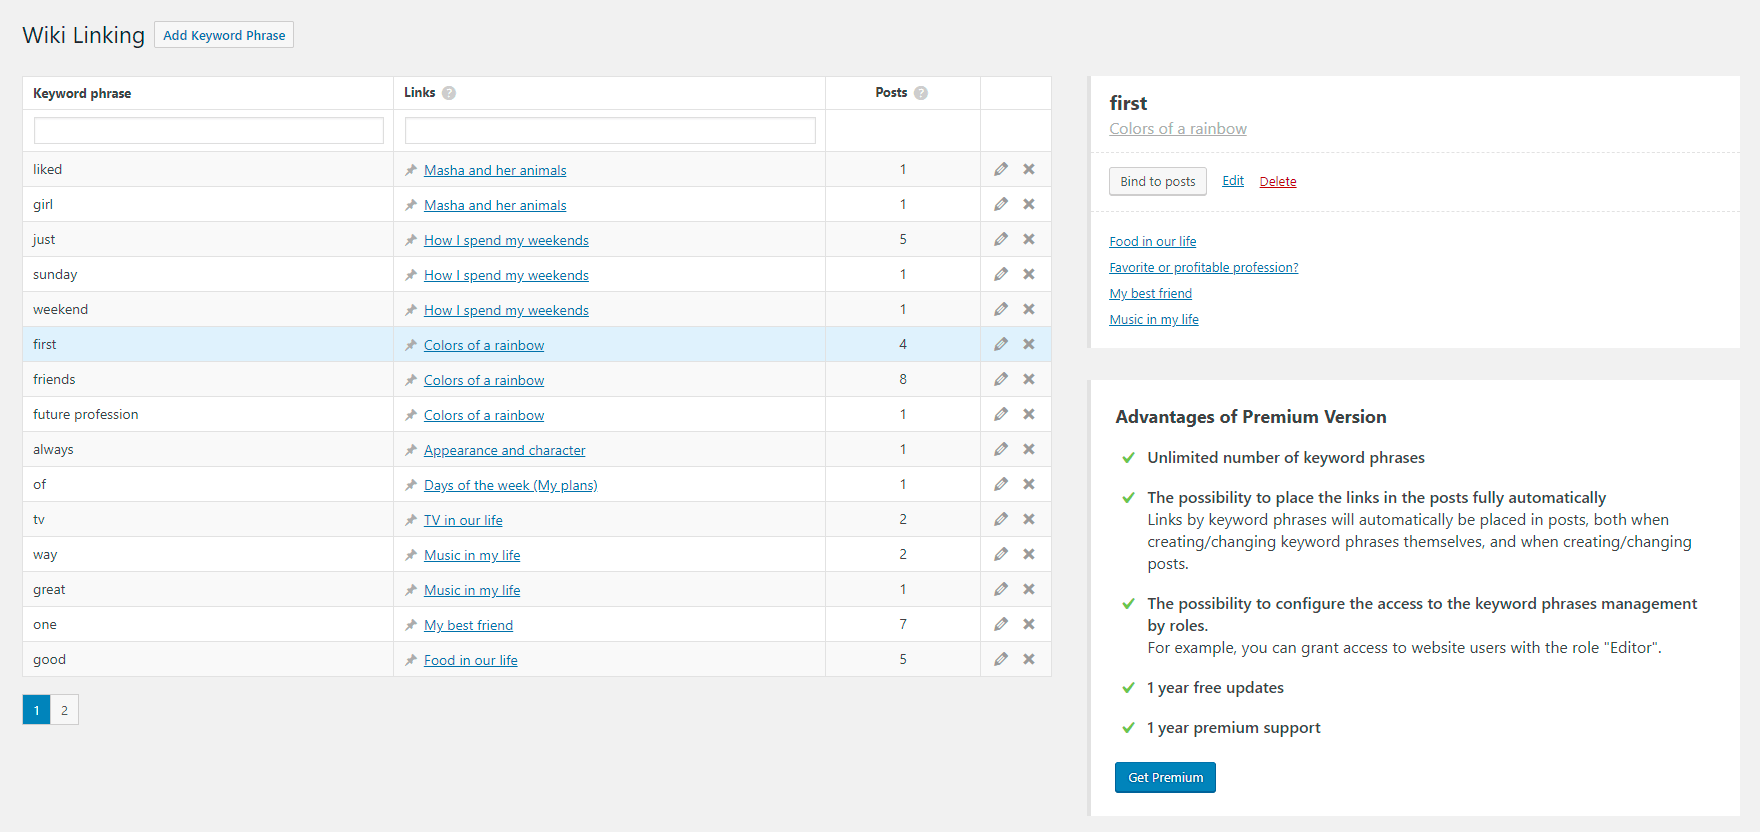 Wiki Linking Add Keyword Phrase
Keyword phrase Links ? Posts ?
liked Masha and her animals 1
girl Masha and her animals 1
just How I spend my weekends 5
sunday How I spend my weekends 1
weekend How I spend my weekends 1
first Colors of a rainbow 4
friends Colors of a rainbow 8
future profession Colors of a rainbow 1
always Appearance and character 1
of Days of the week (My plans) 1
tv TV in our life 2
way Music in my life 2
great Music in my life 1
one My best friend 7
good Food in our life 5
1 2
first
Colors of a rainbow
Bind to posts Edit Delete
Food in our life
Favorite or profitable profession?
My best friend
Music in my life
Advantages of Premium Version
Unlimited number of keyword phrases
The possibility to place the links in the posts fully automatically
Links by keyword phrases will automatically be placed in posts, both when
creating/changing keyword phrases themselves, and when creating/changing
posts.
The possibility to configure the access to the keyword phrases management
by roles.
For example, you can grant access to website users with the role "Editor".
1 year free updates
1 year premium support
Get Premium